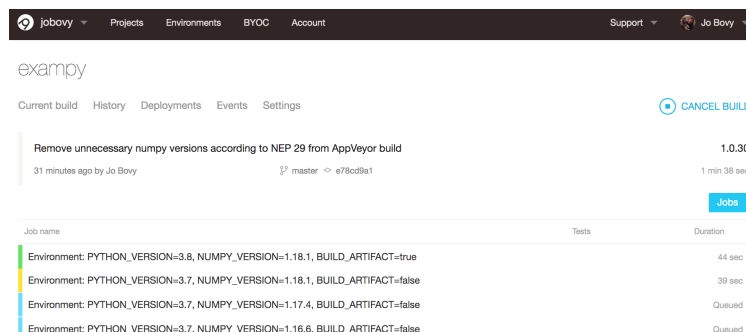 jobovy Projects Environments BYOC Account Support Jo Bovy
exampy
Current build History Deployments Events Settings CANCEL BUILD
Remove unnecessary numpy versions according to NEP 29 from AppVeyor build 1.0.30
31 minutes ago by Jo Bovy master e78cd9a1 1 min 38 sec
Jobs
Job name Tests Duration
Environment: PYTHON_VERSION=3.8, NUMPY_VERSION=1.18.1, BUILD_ARTIFACT=true 44 sec
Environment: PYTHON_VERSION=3.7, NUMPY_VERSION=1.18.1, BUILD_ARTIFACT=false 39 sec
Environment: PYTHON_VERSION=3.7, NUMPY_VERSION=1.17.4, BUILD_ARTIFACT=false Queued
Environment: PYTHON_VERSION=3.7, NUMPY_VERSION=1.16.6, BUILD_ARTIFACT=false Queued